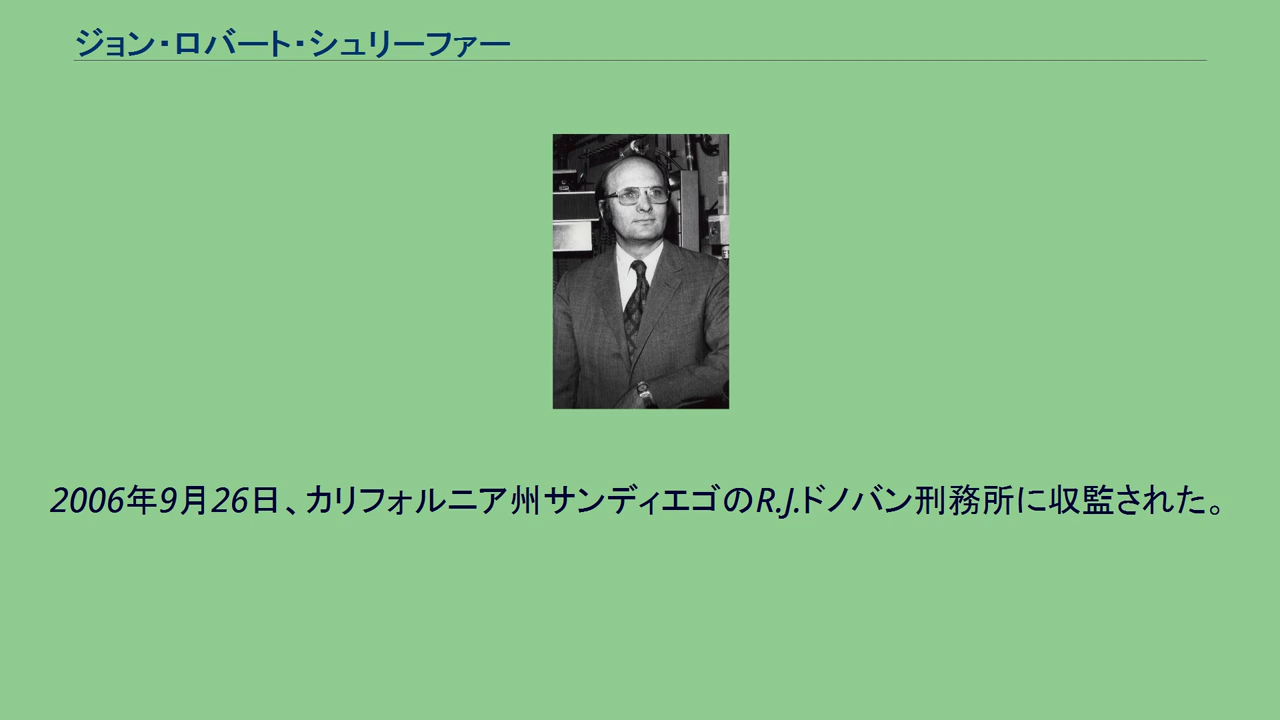 ジョン・ロバート・シュリーファー
2006年9月26日、カリフォルニア州サンディエゴのR.J.ドノバン刑務所に収監された。